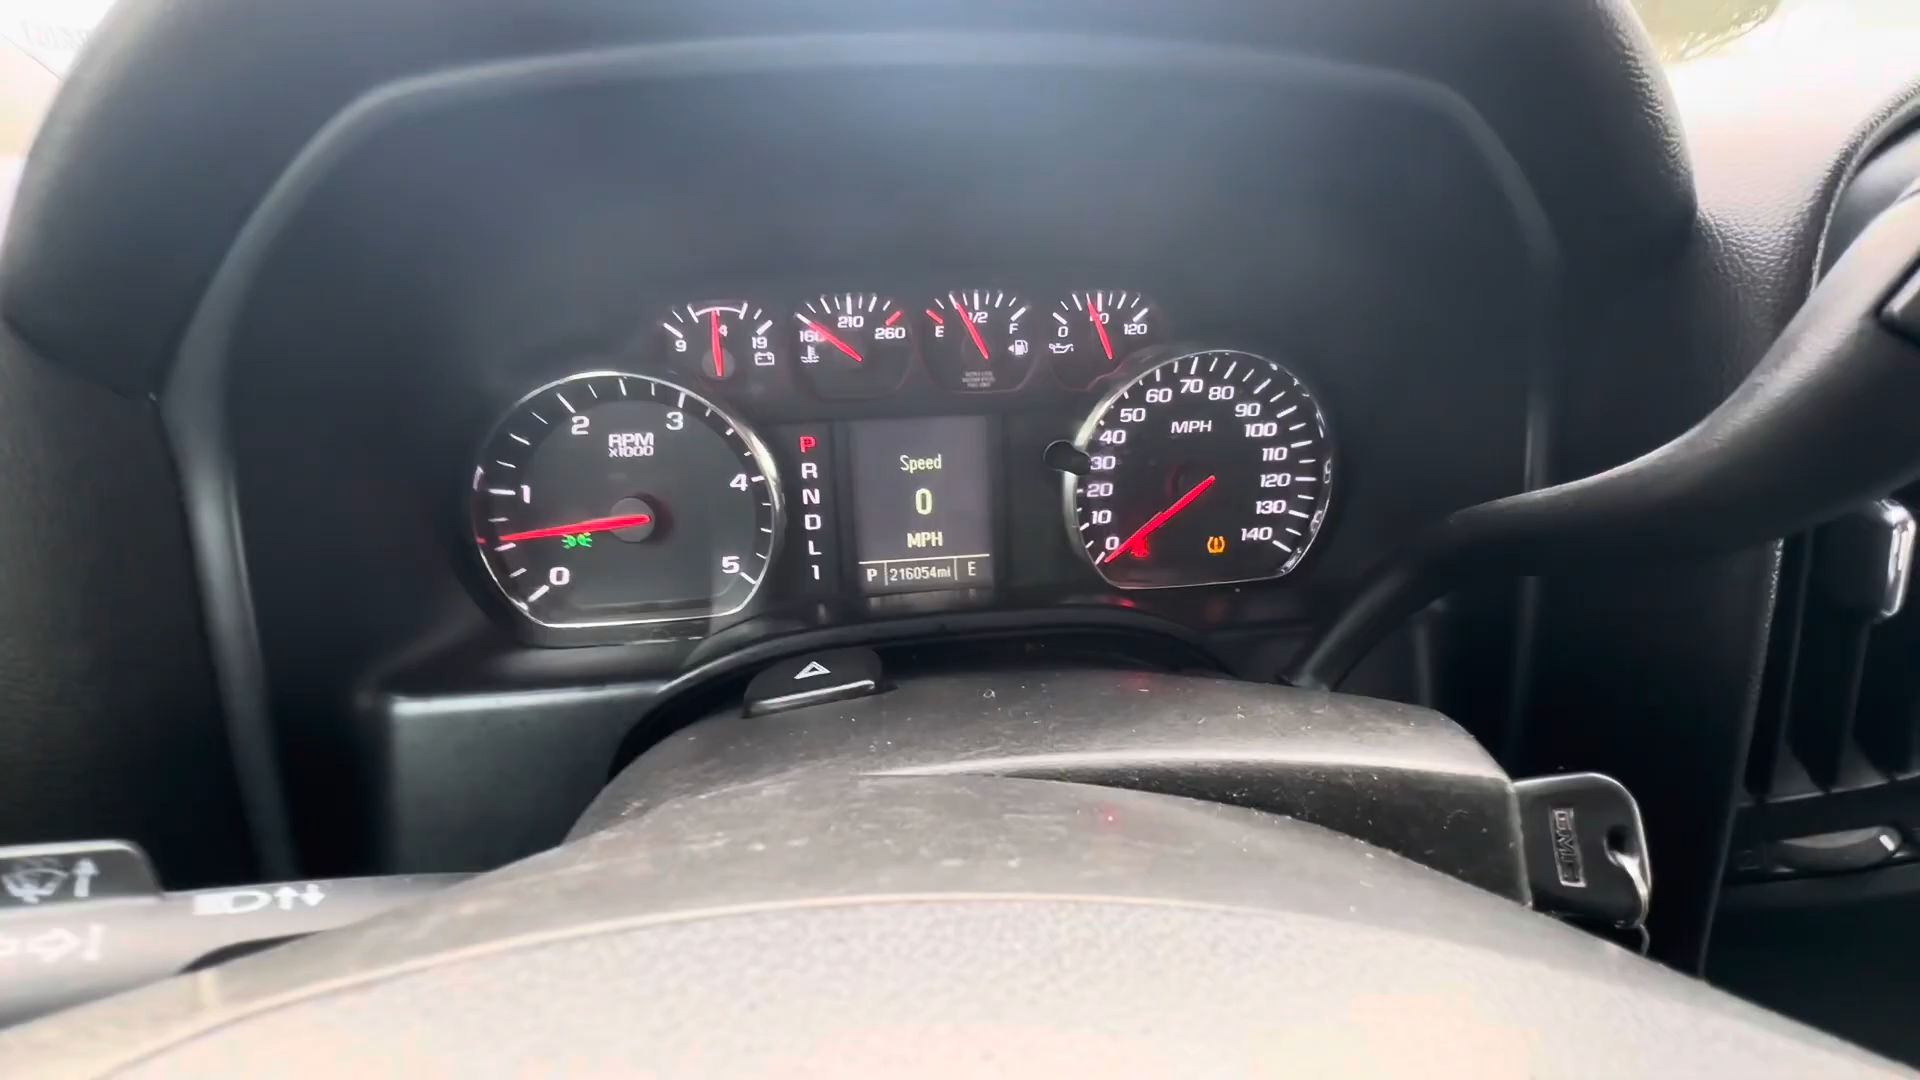 9 14 19
160 210 260
E 1/2 F
0 120
RPM
x1000
0 1 2 3 4 5
P
R
N
D
L
1
Speed
0
MPH
P 216054mi E
MPH
0 10 20 30 40 50 60 70 80 90 100 110 120 130 140
GMC